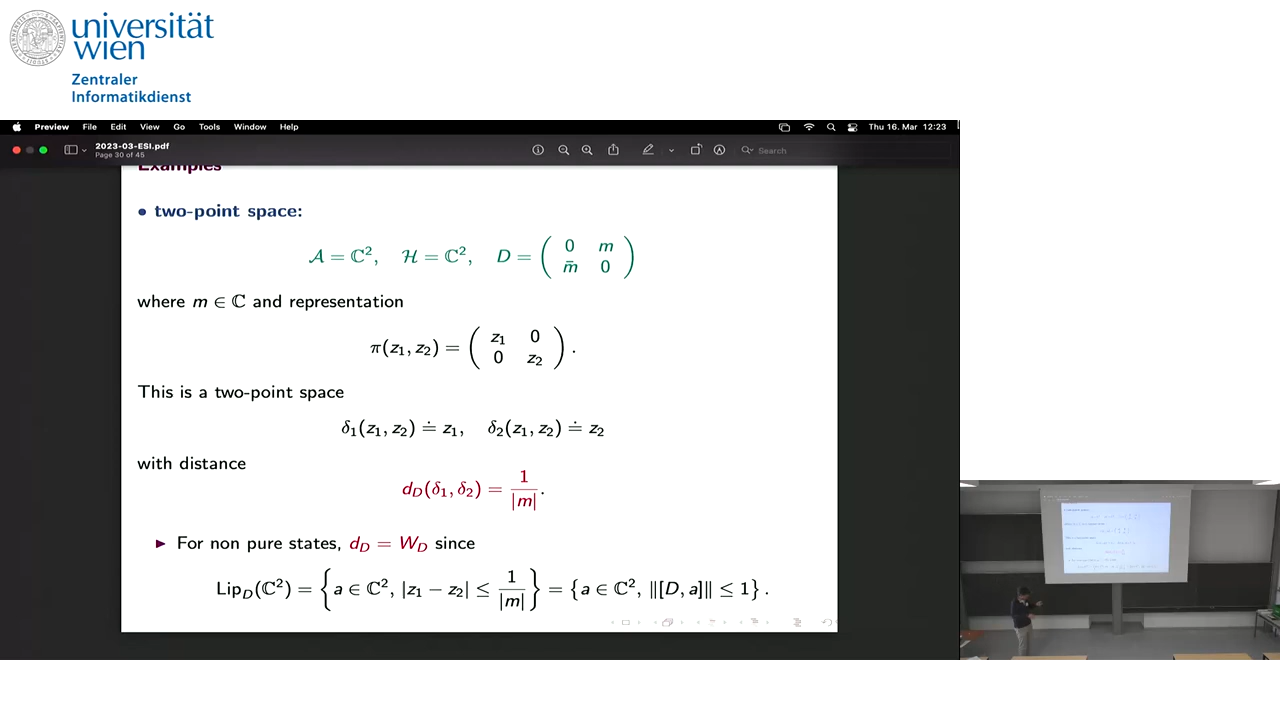 universität
wien
Zentraler
Informatikdienst
Preview File Edit View Go Tools Window Help Thu 16. Mar 12:23
2023-03-ESI.pdf
Page 30 of 45
Search
Examples
• two-point space:
𝒜 = ℂ², ℋ = ℂ², D = ( 0 m
m̄ 0 )
where m ∈ ℂ and representation
π(z₁, z₂) = ( z₁ 0
0 z₂ ) .
This is a two-point space
δ₁(z₁, z₂) ≐ z₁, δ₂(z₁, z₂) ≐ z₂
with distance
d_D(δ₁, δ₂) = 1/|m|.
► For non pure states, d_D = W_D since
Lip_D(ℂ²) = { a ∈ ℂ², |z₁ − z₂| ≤ 1/|m| } = {a ∈ ℂ², ‖[D, a]‖ ≤ 1} .